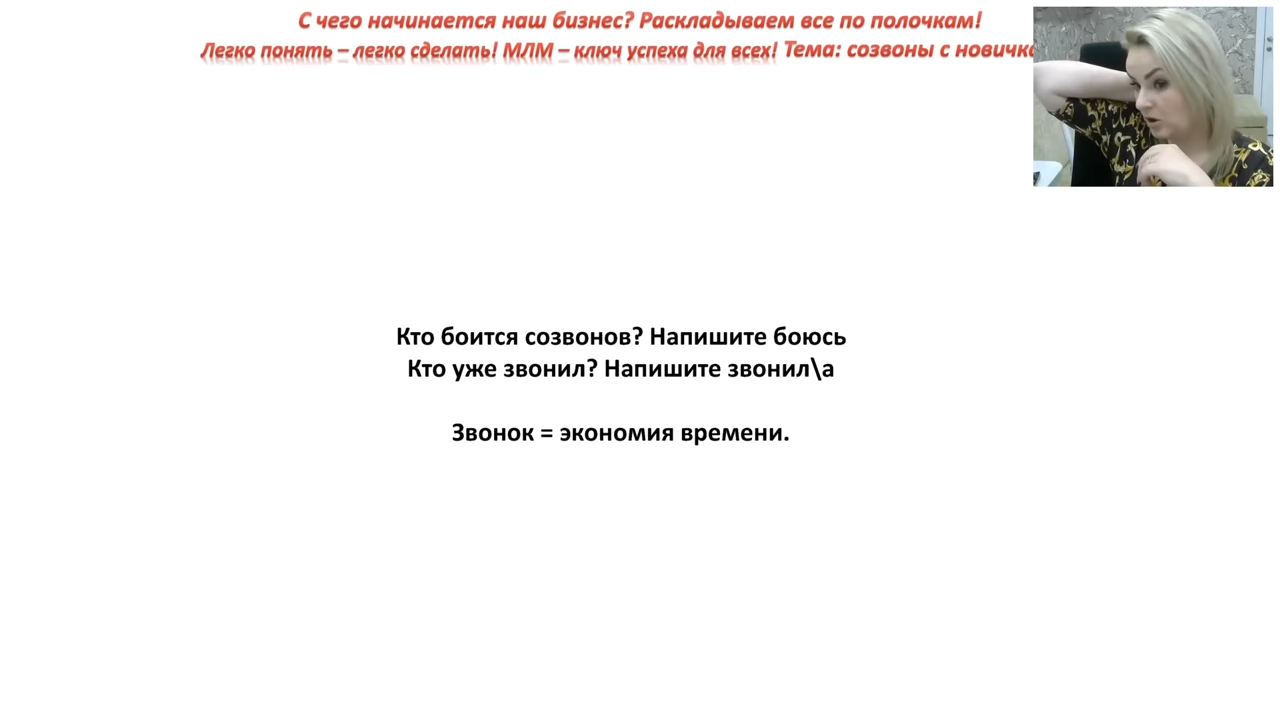 С чего начинается наш бизнес? Раскладываем все по полочкам!
Легко понять – легко сделать! МЛМ – ключ успеха для всех! Тема: созвоны с
Кто боится созвонов? Напишите боюсь
Кто уже звонил? Напишите звонил\а
Звонок = экономия времени.